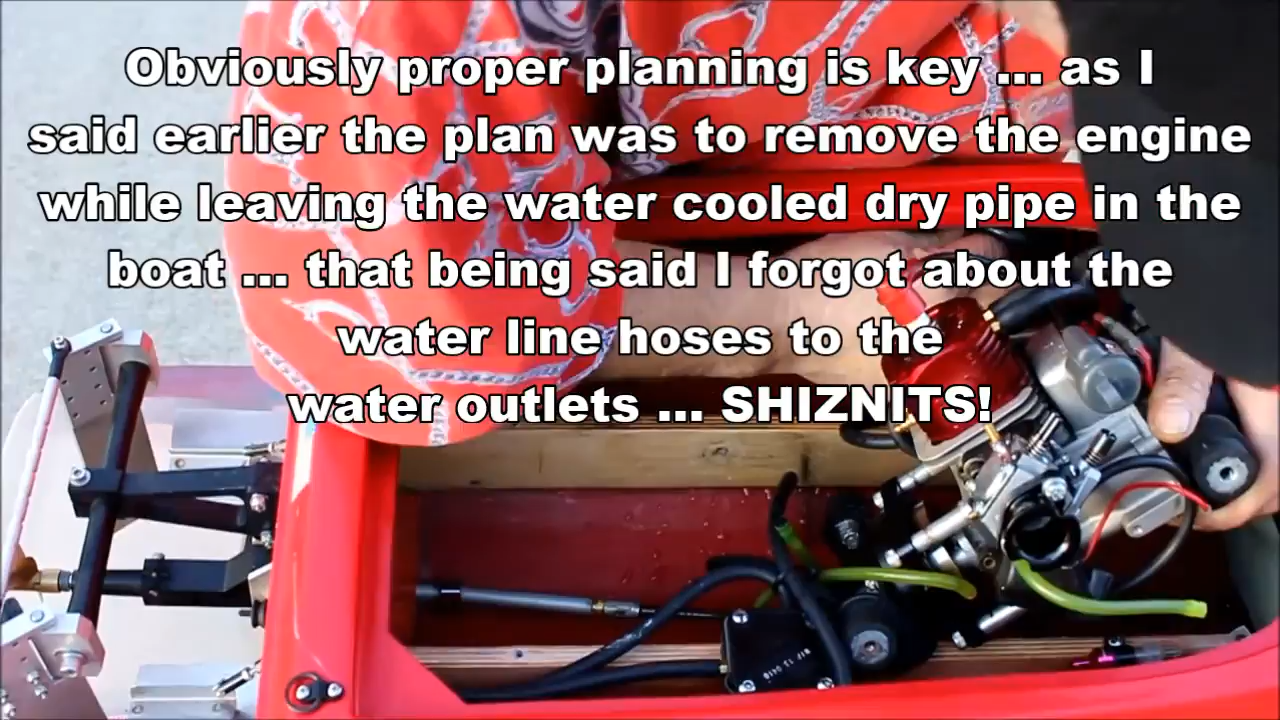 Obviously proper planning is key ... as I
said earlier the plan was to remove the engine
while leaving the water cooled dry pipe in the
boat ... that being said I forgot about the
water line hoses to the
water outlets ... SHIZNITS!